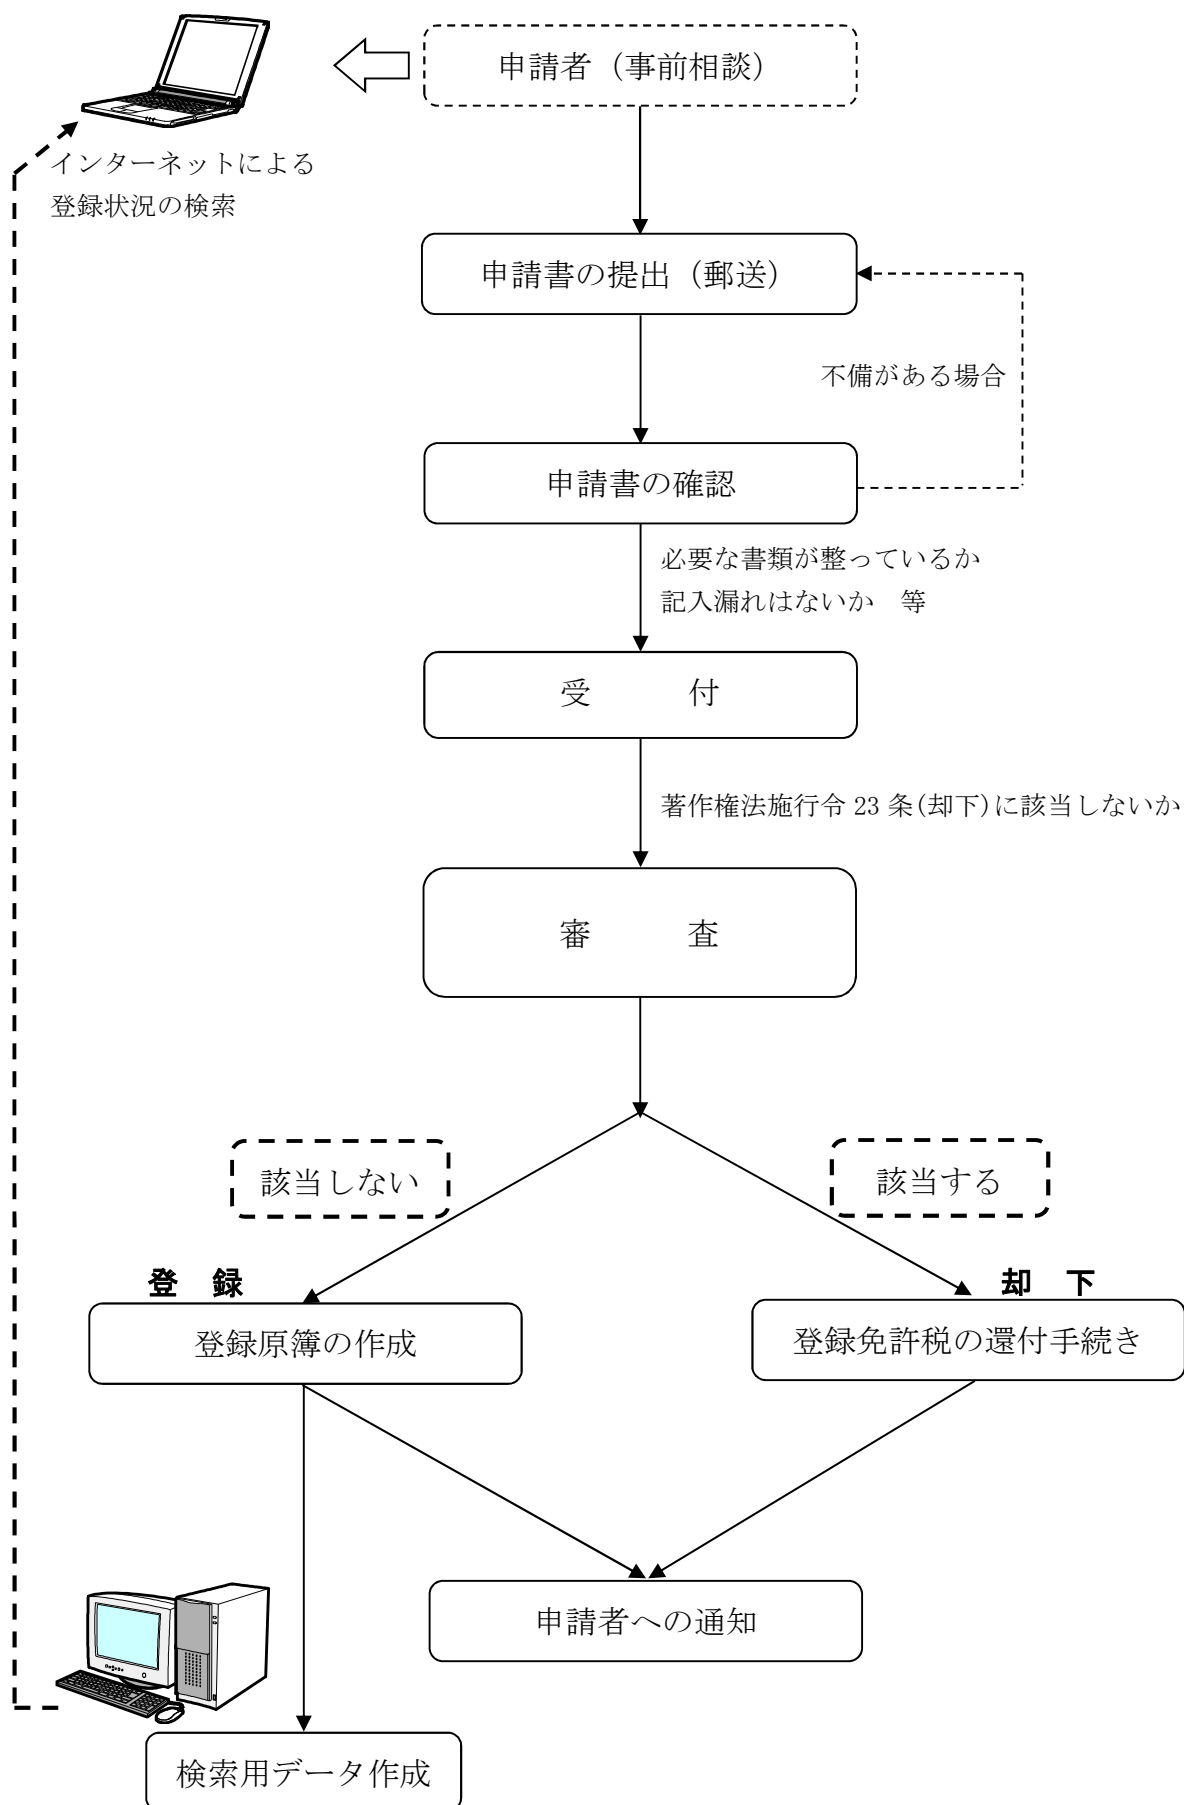 申請者（事前相談）
インターネットによる
登録状況の検索
申請書の提出（郵送）
不備がある場合
申請書の確認
必要な書類が整っているか
記入漏れはないか　等
受　　　付
著作権法施行令 23 条(却下)に該当しないか
審　　　査
該当しない
該当する
登　録
却　下
登録原簿の作成
登録免許税の還付手続き
申請者への通知
検索用データ作成